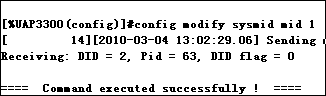 [%UAP3300(config)]#config modify sysmid mid 1
[ 14][2010-03-04 13:02:29.06] Sending
Receiving: DID = 2, Pid = 63, DID flag = 0
==== Command executed successfully ! ====